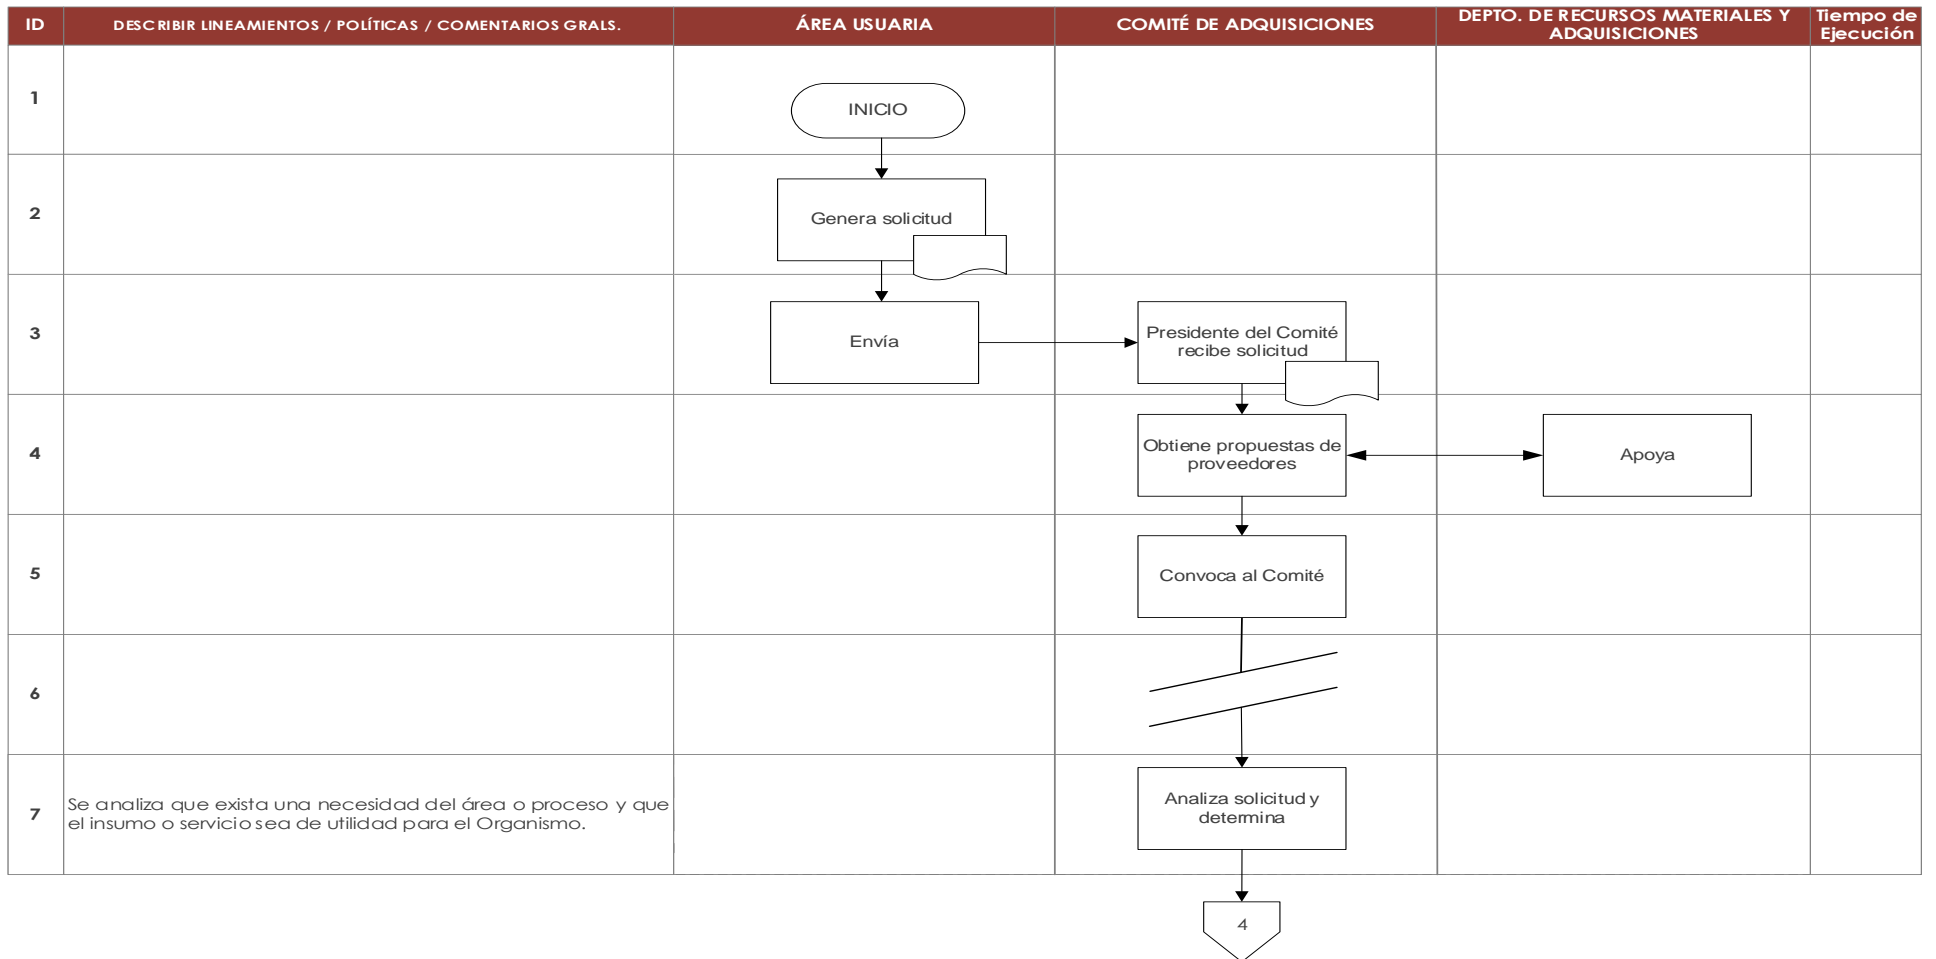 ID
DESCRIBIR LINEAMIENTOS / POLÍTICAS / COMENTARIOS GRALS.
ÁREA USUARIA
COMITÉ DE ADQUISICIONES
DEPTO. DE RECURSOS MATERIALES Y
ADQUISICIONES
Tiempo de
Ejecución
1
INICIO
2
Genera solicitud
3
Envía
Presidente del Comité
recibe solicitud
4
Obtiene propuestas de
proveedores
Apoya
5
Convoca al Comité
6
7
Se analiza que exista una necesidad del área o proceso y que
el insumo o servicio sea de utilidad para el Organismo.
Analiza solicitud y
determina
4